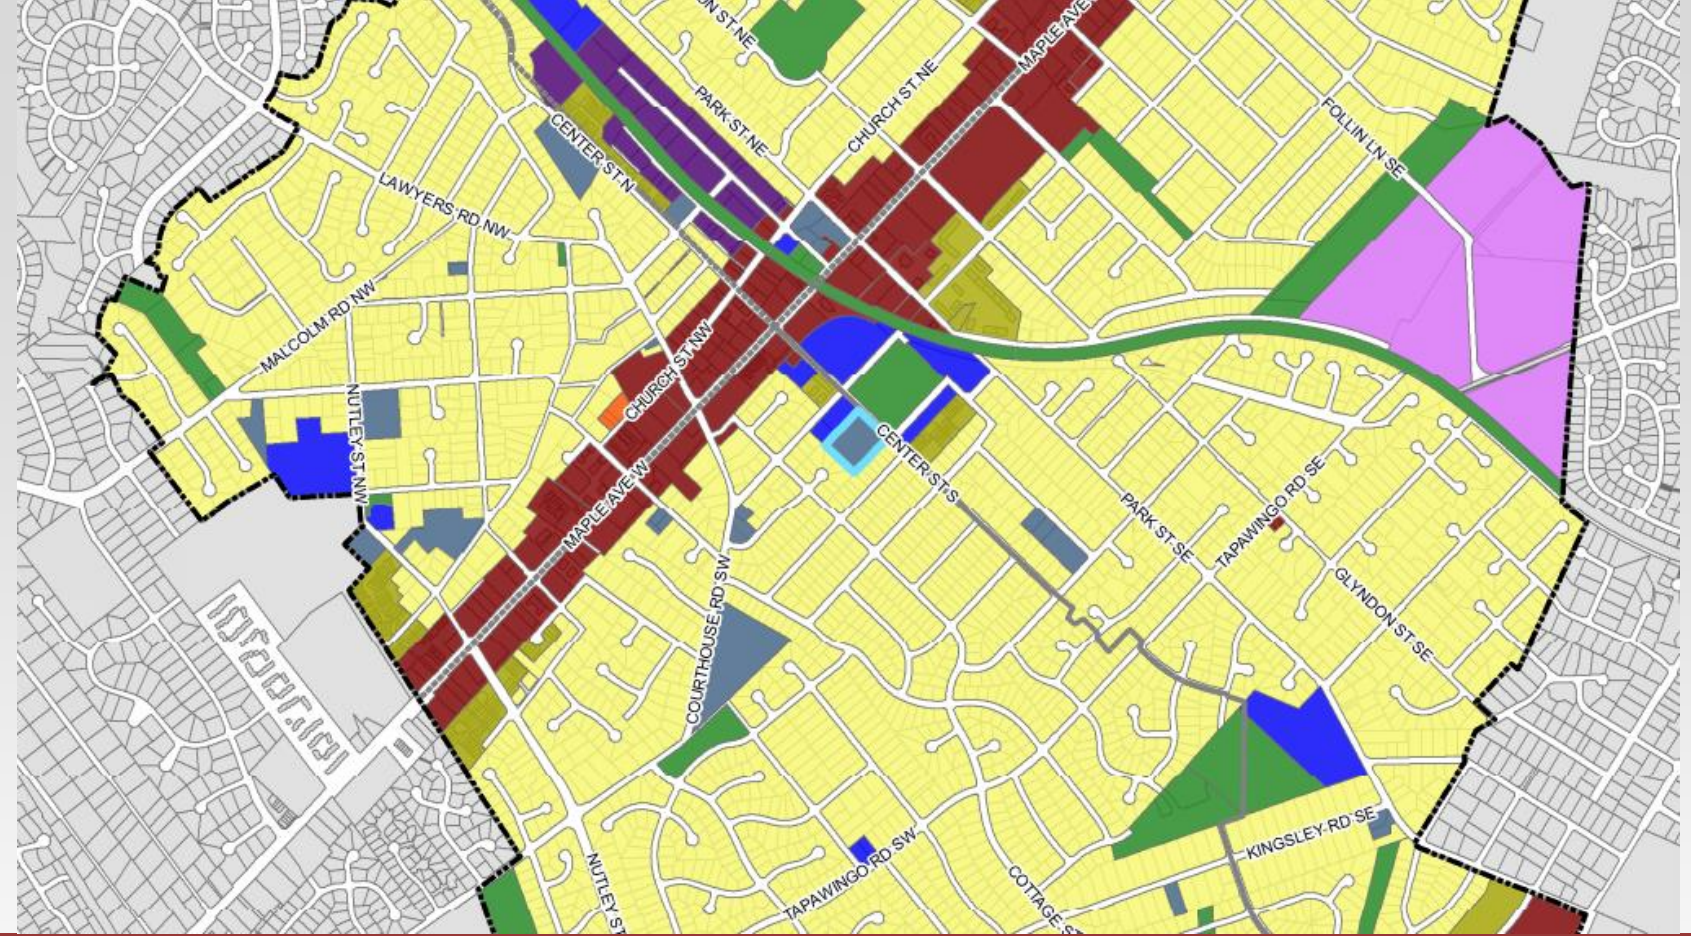 N ST NE
MAPLE AVE
CHURCH ST NE
PARK ST NE
FOLLIN LN SE
CENTER ST N
LAWYERS RD NW
MALCOLM RD NW
CHURCH ST NW
NUTLEY ST NW
CENTER ST S
MAPLE AVE W
TAPAWINGO RD SE
PARK ST SE
GLYNDON ST SE
COURTHOUSE RD SW
KINGSLEY RD SE
TAPAWINGO RD SW
NUTLEY ST
COTTAGE ST